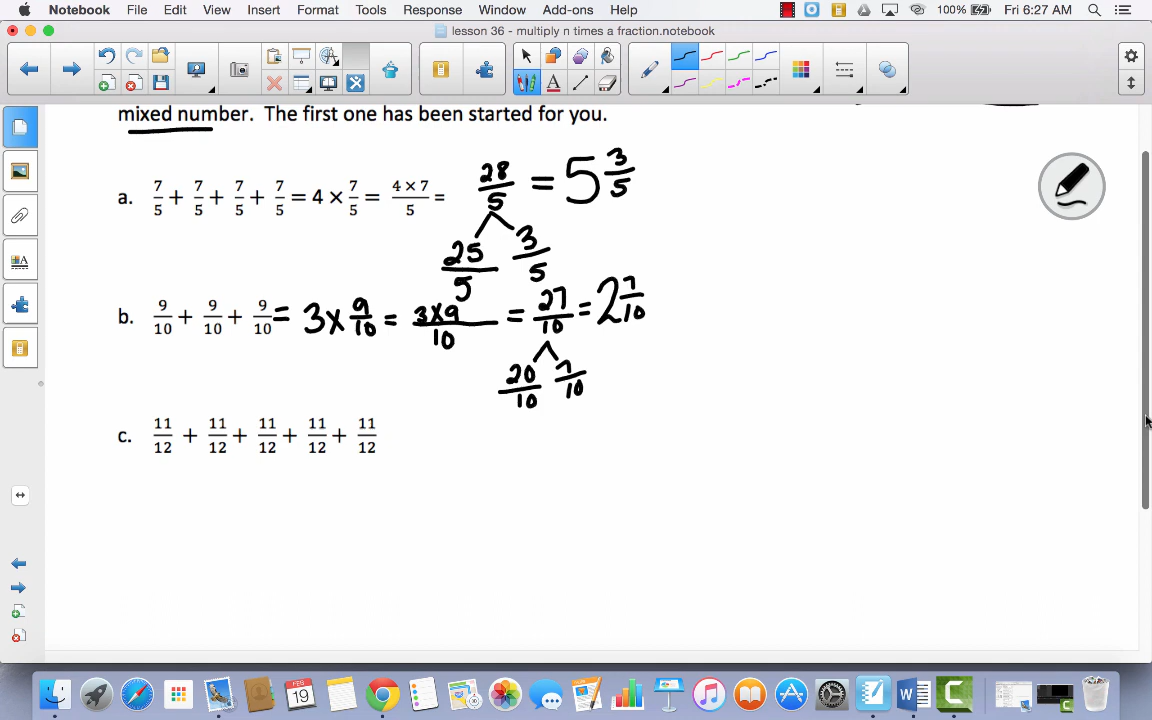 Notebook File Edit View Insert Format Tools Response Window Add-ons Help 100% Fri 6:27 AM
lesson 36 - multiply n times a fraction.notebook
mixed number. The first one has been started for you.
a. 7/5 + 7/5 + 7/5 + 7/5 = 4 × 7/5 = 4 × 7/5 = 28/5 = 5 3/5
25/5 3/5
b. 9/10 + 9/10 + 9/10 = 3 × 9/10 = 3×9/10 = 27/10 = 2 7/10
20/10 7/10
c. 11/12 + 11/12 + 11/12 + 11/12 + 11/12
FEB
19